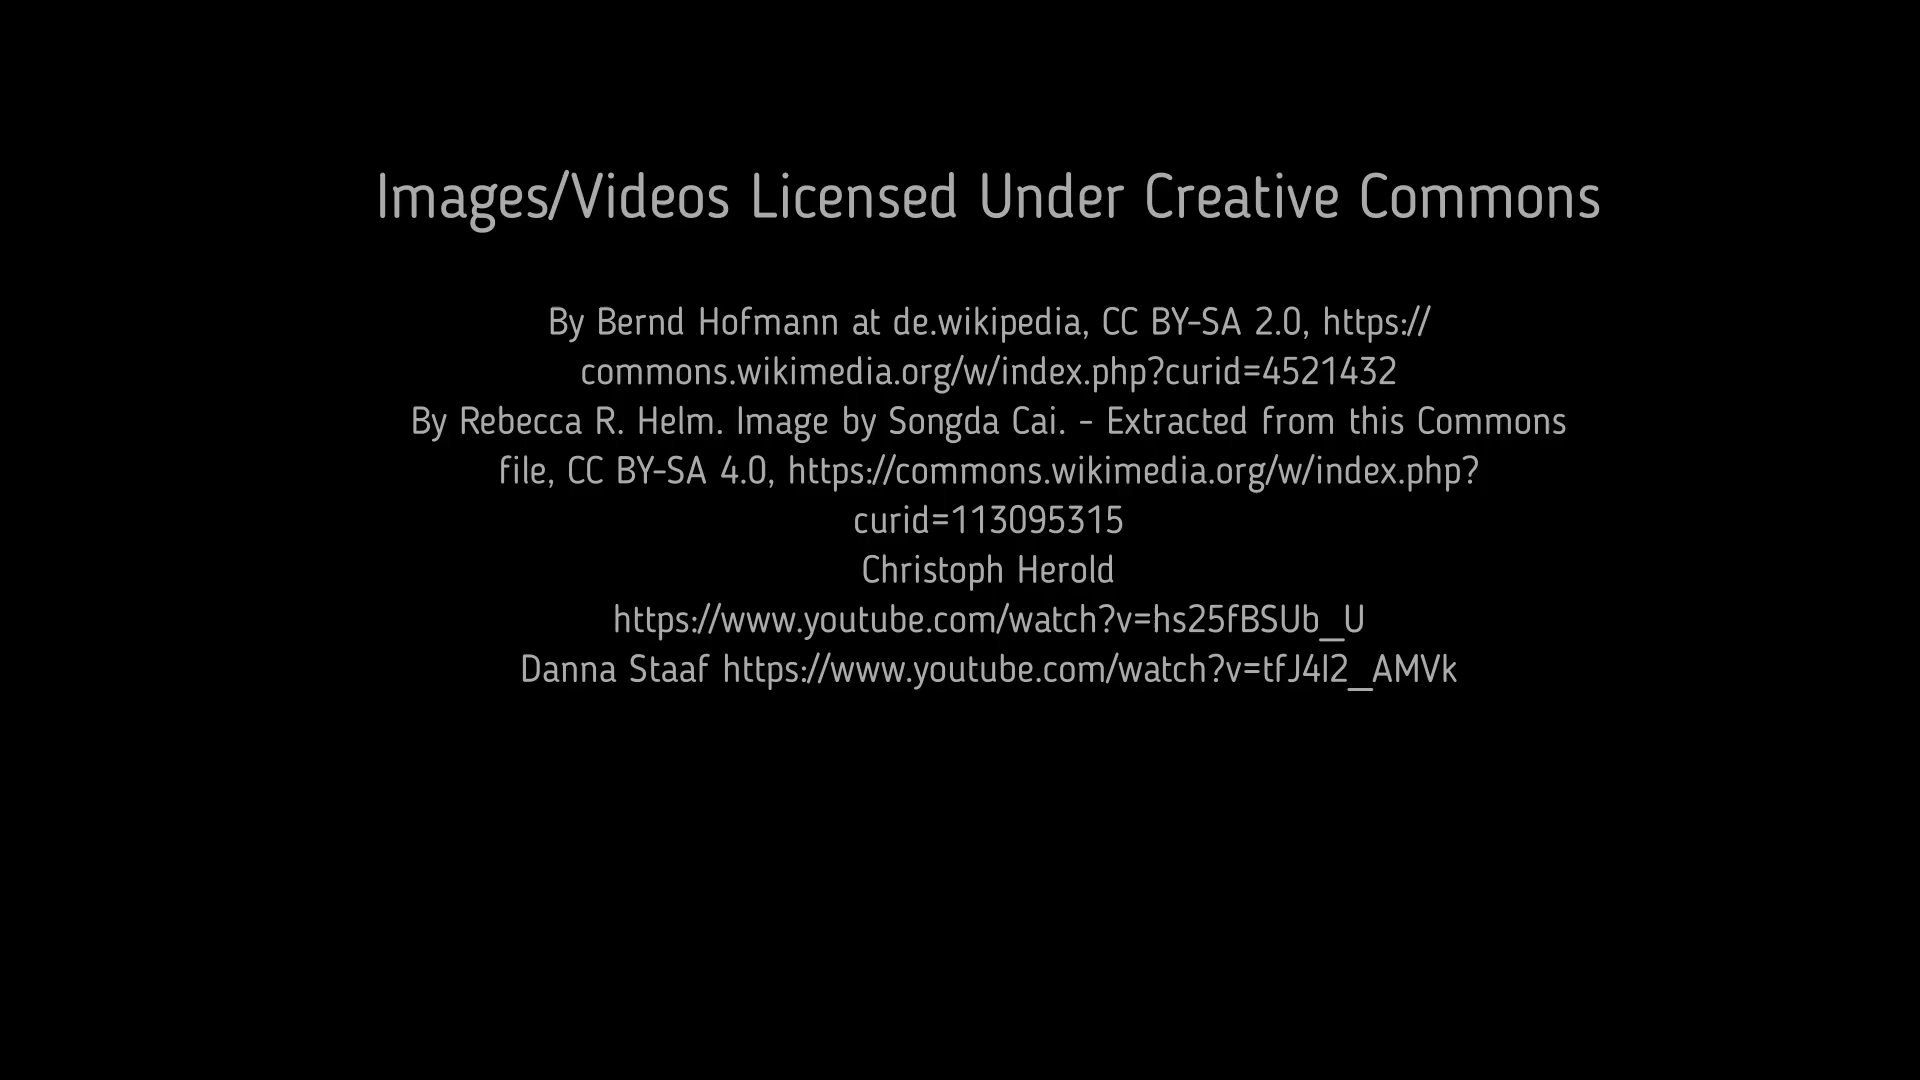 Images/Videos Licensed Under Creative Commons
By Bernd Hofmann at de.wikipedia, CC BY-SA 2.0, https://
commons.wikimedia.org/w/index.php?curid=4521432
By Rebecca R. Helm. Image by Songda Cai. - Extracted from this Commons
file, CC BY-SA 4.0, https://commons.wikimedia.org/w/index.php?
curid=113095315
Christoph Herold
https://www.youtube.com/watch?v=hs25fBSUb_U
Danna Staaf https://www.youtube.com/watch?v=tfJ4I2_AMVk